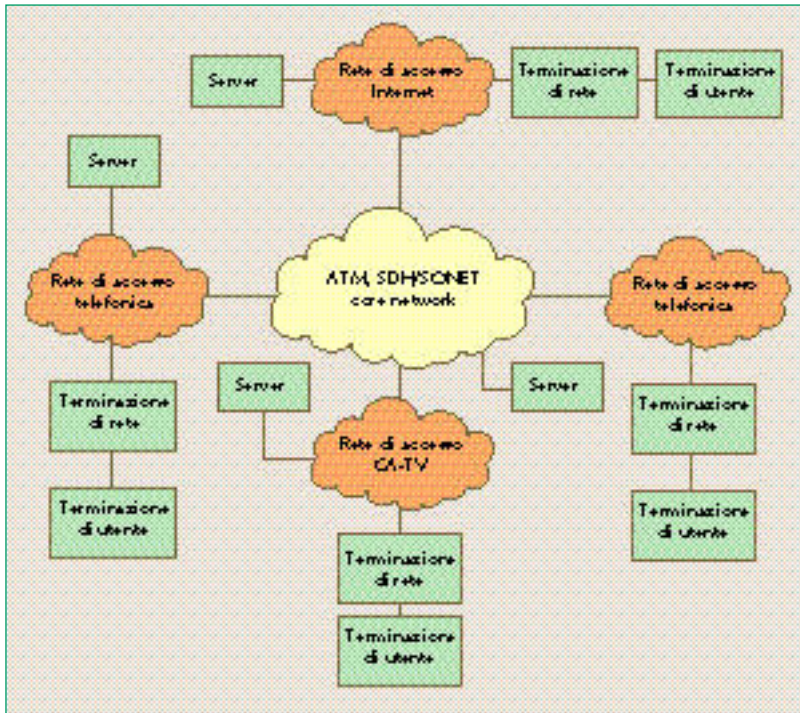 Server
Rete di accesso
Internet
Terminazione
di rete
Terminazione
di utente
Server
Rete di accesso
telefonica
ATM, SDH/SONET
core network
Rete di accesso
telefonica
Server
Server
Terminazione
di rete
Rete di accesso
CA-TV
Terminazione
di rete
Terminazione
di utente
Terminazione
di utente
Terminazione
di rete
Terminazione
di utente